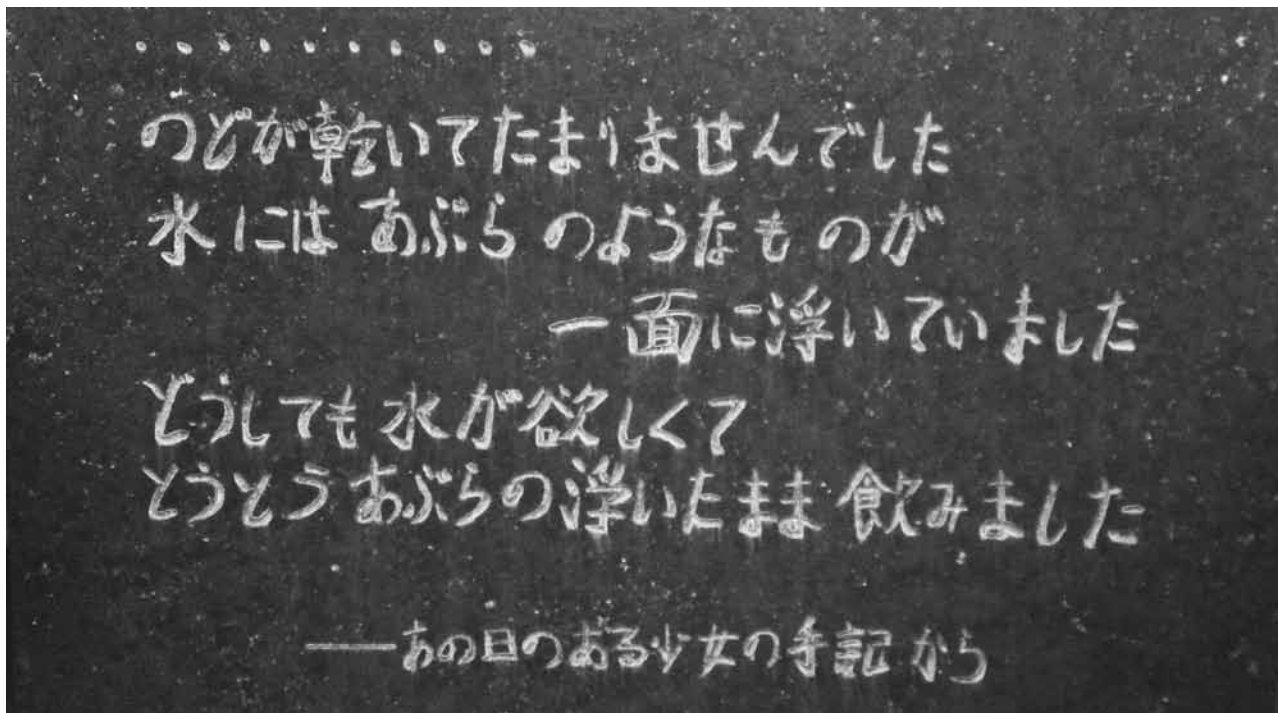 ・・・・・・・・・・
のどが乾いてたまりませんでした
水にはあぶらのようなものが
一面に浮いていました
どうしても水が欲しくて
とうとうあぶらの浮いたまま飲みました
――あの日のある少女の手記から